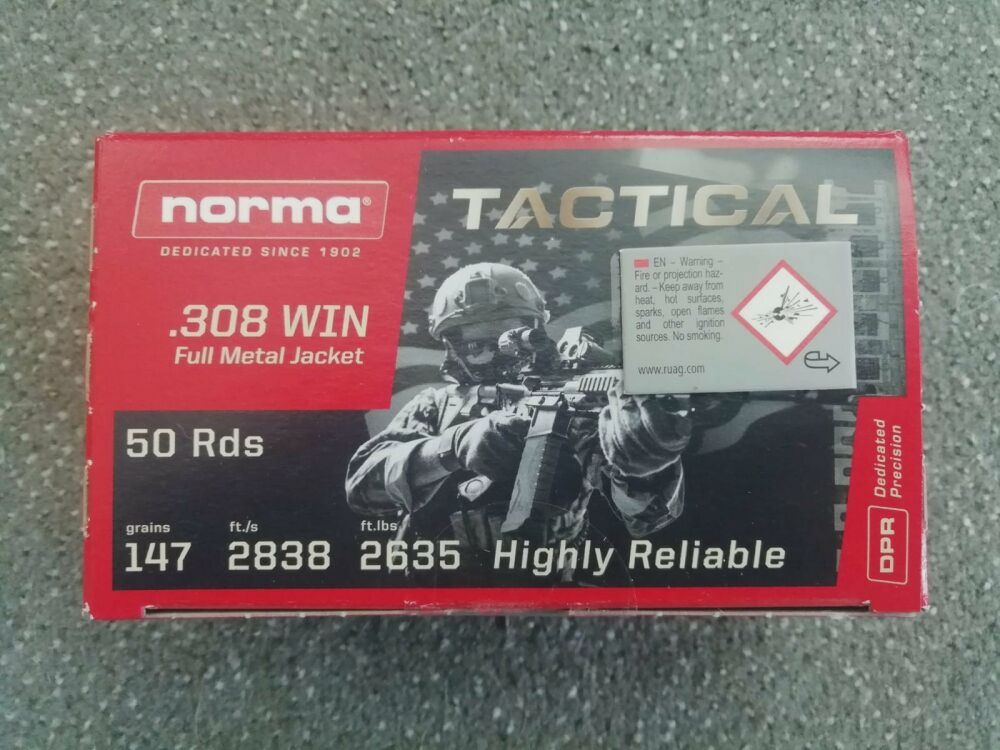 norma®
DEDICATED SINCE 1902
TACTICAL
.308 WIN
Full Metal Jacket
EN – Warning –
Fire or projection haz-
ard. – Keep away from
heat, hot surfaces,
sparks, open flames
and other ignition
sources. No smoking.
www.ruag.com
50 Rds
grains
147
ft./s
2838
ft.lbs
2635
Highly Reliable
DPR
Dedicated
Precision